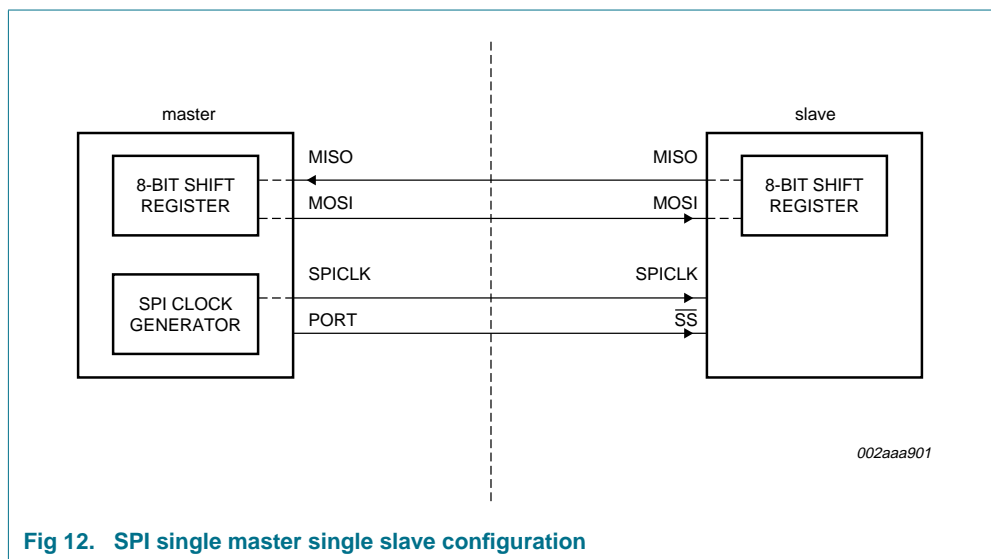 master
slave
MISO
MISO
8-BIT SHIFT
REGISTER
8-BIT SHIFT
REGISTER
MOSI
MOSI
SPICLK
SPICLK
SPI CLOCK
GENERATOR
PORT
S̅S̅
002aaa901
Fig 12. SPI single master single slave configuration